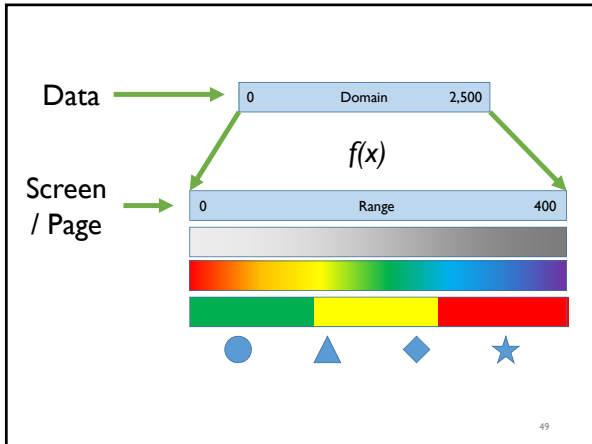 Data
0 Domain 2,500
f(x)
Screen
/ Page
0 Range 400
49